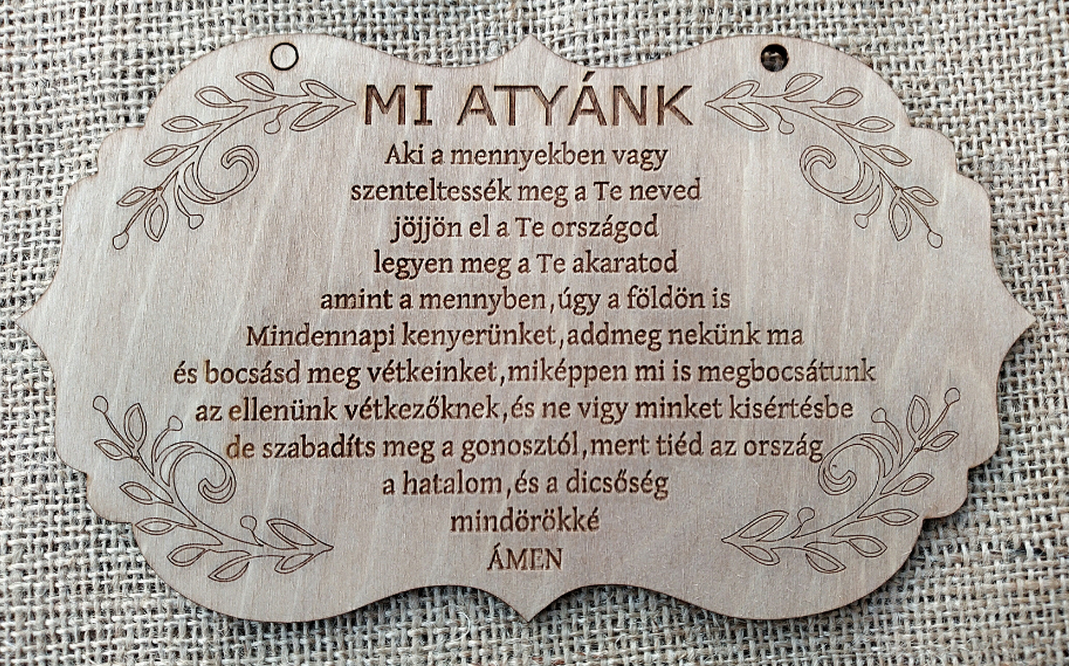 MI ATYÁNK
Aki a mennyekben vagy
szenteltessék meg a Te neved
jöjjön el a Te országod
legyen meg a Te akaratod
amint a mennyben,úgy a földön is
Mindennapi kenyerünket,addmeg nekünk ma
és bocsásd meg vétkeinket,miképpen mi is megbocsátunk
az ellenünk vétkezőknek,és ne vigy minket kisértésbe
de szabadíts meg a gonosztól,mert tiéd az ország
a hatalom,és a dicsőség
mindörökké
ÁMEN